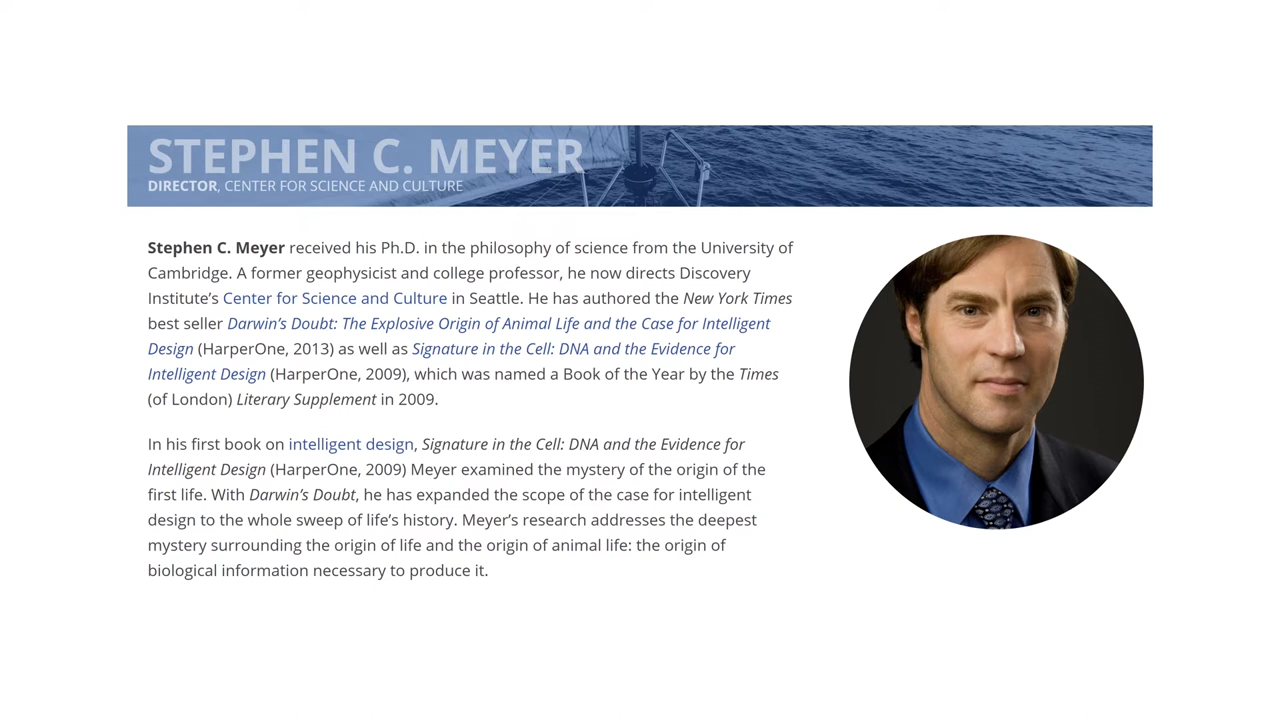 STEPHEN C. MEYER
DIRECTOR, CENTER FOR SCIENCE AND CULTURE
Stephen C. Meyer received his Ph.D. in the philosophy of science from the University of
Cambridge. A former geophysicist and college professor, he now directs Discovery
Institute’s Center for Science and Culture in Seattle. He has authored the New York Times
best seller Darwin’s Doubt: The Explosive Origin of Animal Life and the Case for Intelligent
Design (HarperOne, 2013) as well as Signature in the Cell: DNA and the Evidence for
Intelligent Design (HarperOne, 2009), which was named a Book of the Year by the Times
(of London) Literary Supplement in 2009.
In his first book on intelligent design, Signature in the Cell: DNA and the Evidence for
Intelligent Design (HarperOne, 2009) Meyer examined the mystery of the origin of the
first life. With Darwin’s Doubt, he has expanded the scope of the case for intelligent
design to the whole sweep of life’s history. Meyer’s research addresses the deepest
mystery surrounding the origin of life and the origin of animal life: the origin of
biological information necessary to produce it.